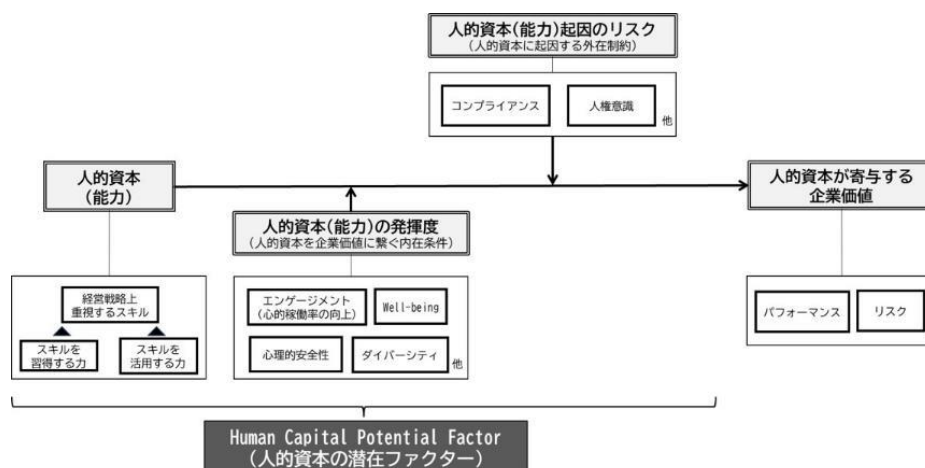 人的資本(能力)起因のリスク
(人的資本に起因する外在制約)
コンプライアンス
人権意識
他
人的資本
(能力)
人的資本が寄与する
企業価値
人的資本(能力)の発揮度
(人的資本を企業価値に繋ぐ内在条件)
経営戦略上
重視するスキル
スキルを
習得する力
スキルを
活用する力
エンゲージメント
(心的稼働率の向上)
Well-being
心理的安全性
ダイバーシティ
他
パフォーマンス
リスク
Human Capital Potential Factor
(人的資本の潜在ファクター)